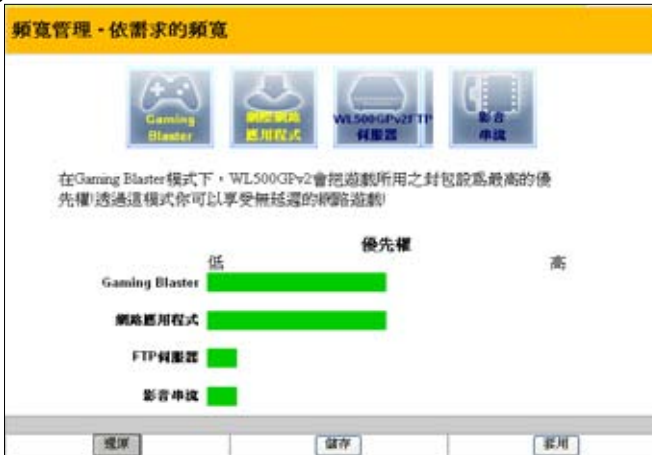 頻寬管理 - 依需求的頻寬
Gaming
Blaster
網際網路
應用程式
WL500GPv2FTP
伺服器
影音
串流
在Gaming Blaster模式下，WL500GPv2會把遊戲所用之封包設為最高的優
先權!透過這模式你可以享受無延遲的網路遊戲!
優先權
低
高
Gaming Blaster
網路應用程式
FTP伺服器
影音串流
還原
儲存
套用